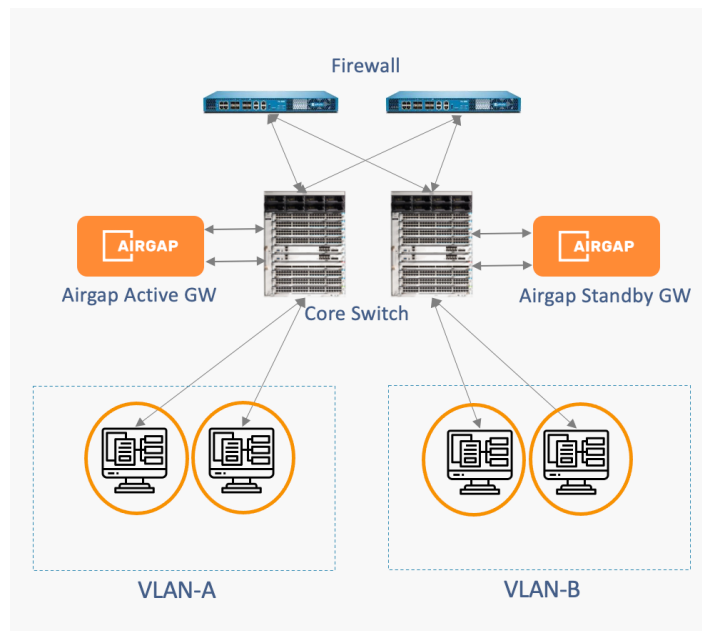 Firewall
AIRGAP
AIRGAP
Airgap Active GW
Airgap Standby GW
Core Switch
VLAN-A
VLAN-B